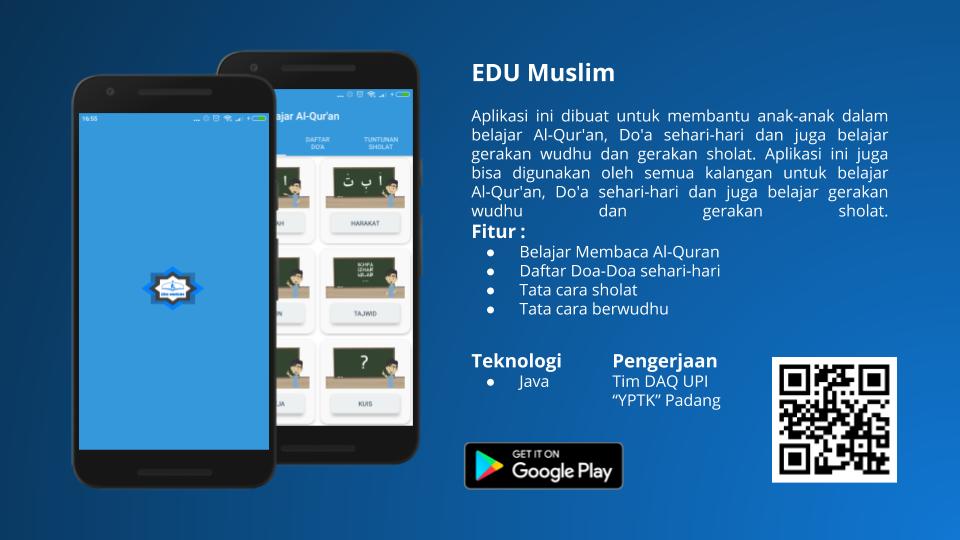 EDU Muslim
Aplikasi ini dibuat untuk membantu anak-anak dalam
belajar Al-Qur'an, Do'a sehari-hari dan juga belajar
gerakan wudhu dan gerakan sholat. Aplikasi ini juga
bisa digunakan oleh semua kalangan untuk belajar
Al-Qur'an, Do'a sehari-hari dan juga belajar gerakan
wudhu dan gerakan sholat.
Fitur :
● Belajar Membaca Al-Quran
● Daftar Doa-Doa sehari-hari
● Tata cara sholat
● Tata cara berwudhu
Teknologi
● Java
Pengerjaan
Tim DAQ UPI
“YPTK” Padang
GET IT ON
Google Play
16:55
ajar Al-Qur'an
DAFTAR
DO'A
TUNTUNAN
SHOLAT
AH
HARAKAT
TAJWID
JA
?
KUIS